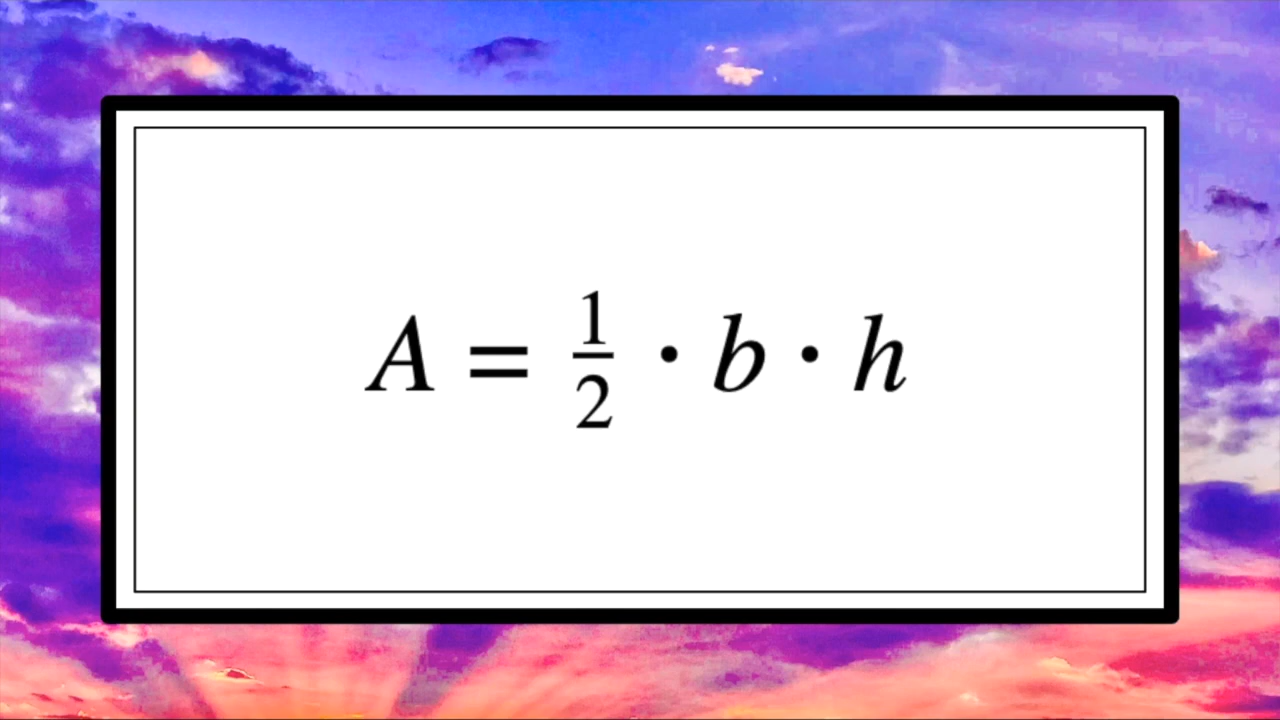 A = 1/2 · b · h